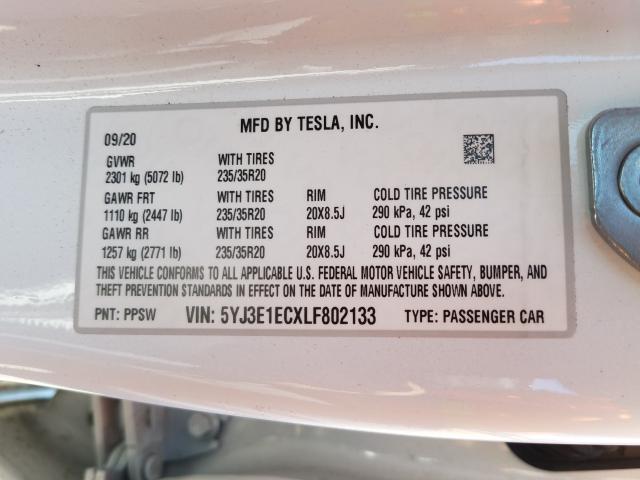 MFD BY TESLA, INC.
09/20
GVWR WITH TIRES
2301 kg (5072 lb) 235/35R20
GAWR FRT WITH TIRES RIM COLD TIRE PRESSURE
1110 kg (2447 lb) 235/35R20 20X8.5J 290 kPa, 42 psi
GAWR RR WITH TIRES RIM COLD TIRE PRESSURE
1257 kg (2771 lb) 235/35R20 20X8.5J 290 kPa, 42 psi
THIS VEHICLE CONFORMS TO ALL APPLICABLE U.S. FEDERAL MOTOR VEHICLE SAFETY, BUMPER, AND
THEFT PREVENTION STANDARDS IN EFFECT ON THE DATE OF MANUFACTURE SHOWN ABOVE.
PNT: PPSW VIN: 5YJ3E1ECXLF802133 TYPE: PASSENGER CAR